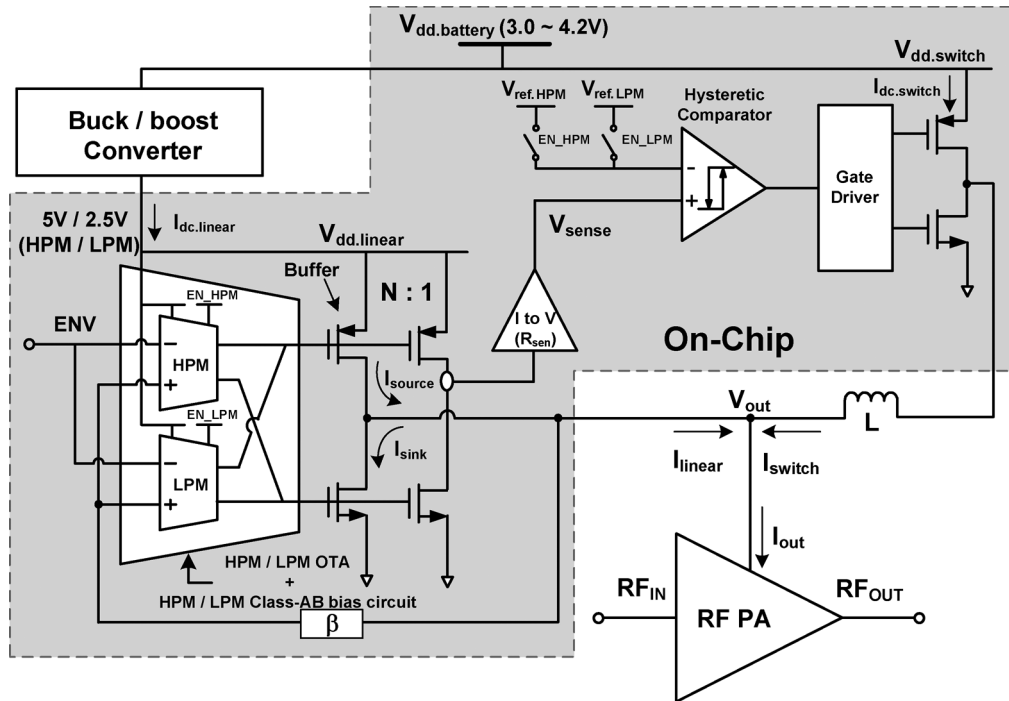 Vdd.battery (3.0 ~ 4.2V)
Vdd.switch
Idc.switch
Buck / boost
Converter
Vref.HPM
Vref.LPM
EN_HPM
EN_LPM
Hysteretic
Comparator
-
+
Gate
Driver
5V / 2.5V
(HPM / LPM)
Idc.linear
Vdd.linear
Vsense
Buffer
N : 1
I to V
(Rsen)
On-Chip
ENV
EN_HPM
HPM
−
+
EN_LPM
LPM
−
+
Isource
Isink
Vout
L
Ilinear
Iswitch
Iout
HPM / LPM OTA
+
HPM / LPM Class-AB bias circuit
β
RFIN
RF PA
RFOUT